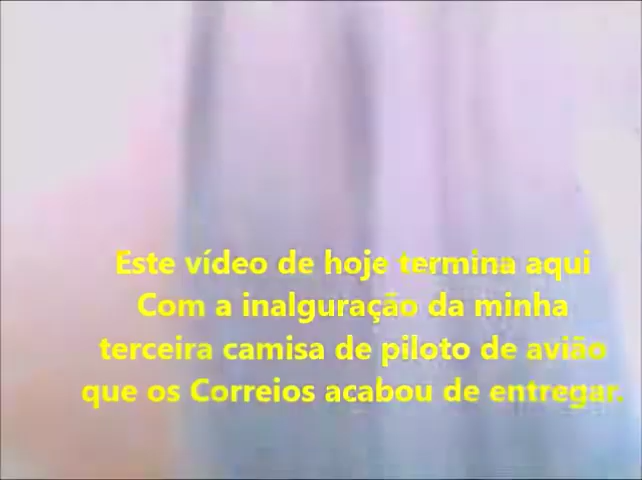 Este vídeo de hoje termina aqui
Com a inalguração da minha
terceira camisa de piloto de avião
que os Correios acabou de entregar.